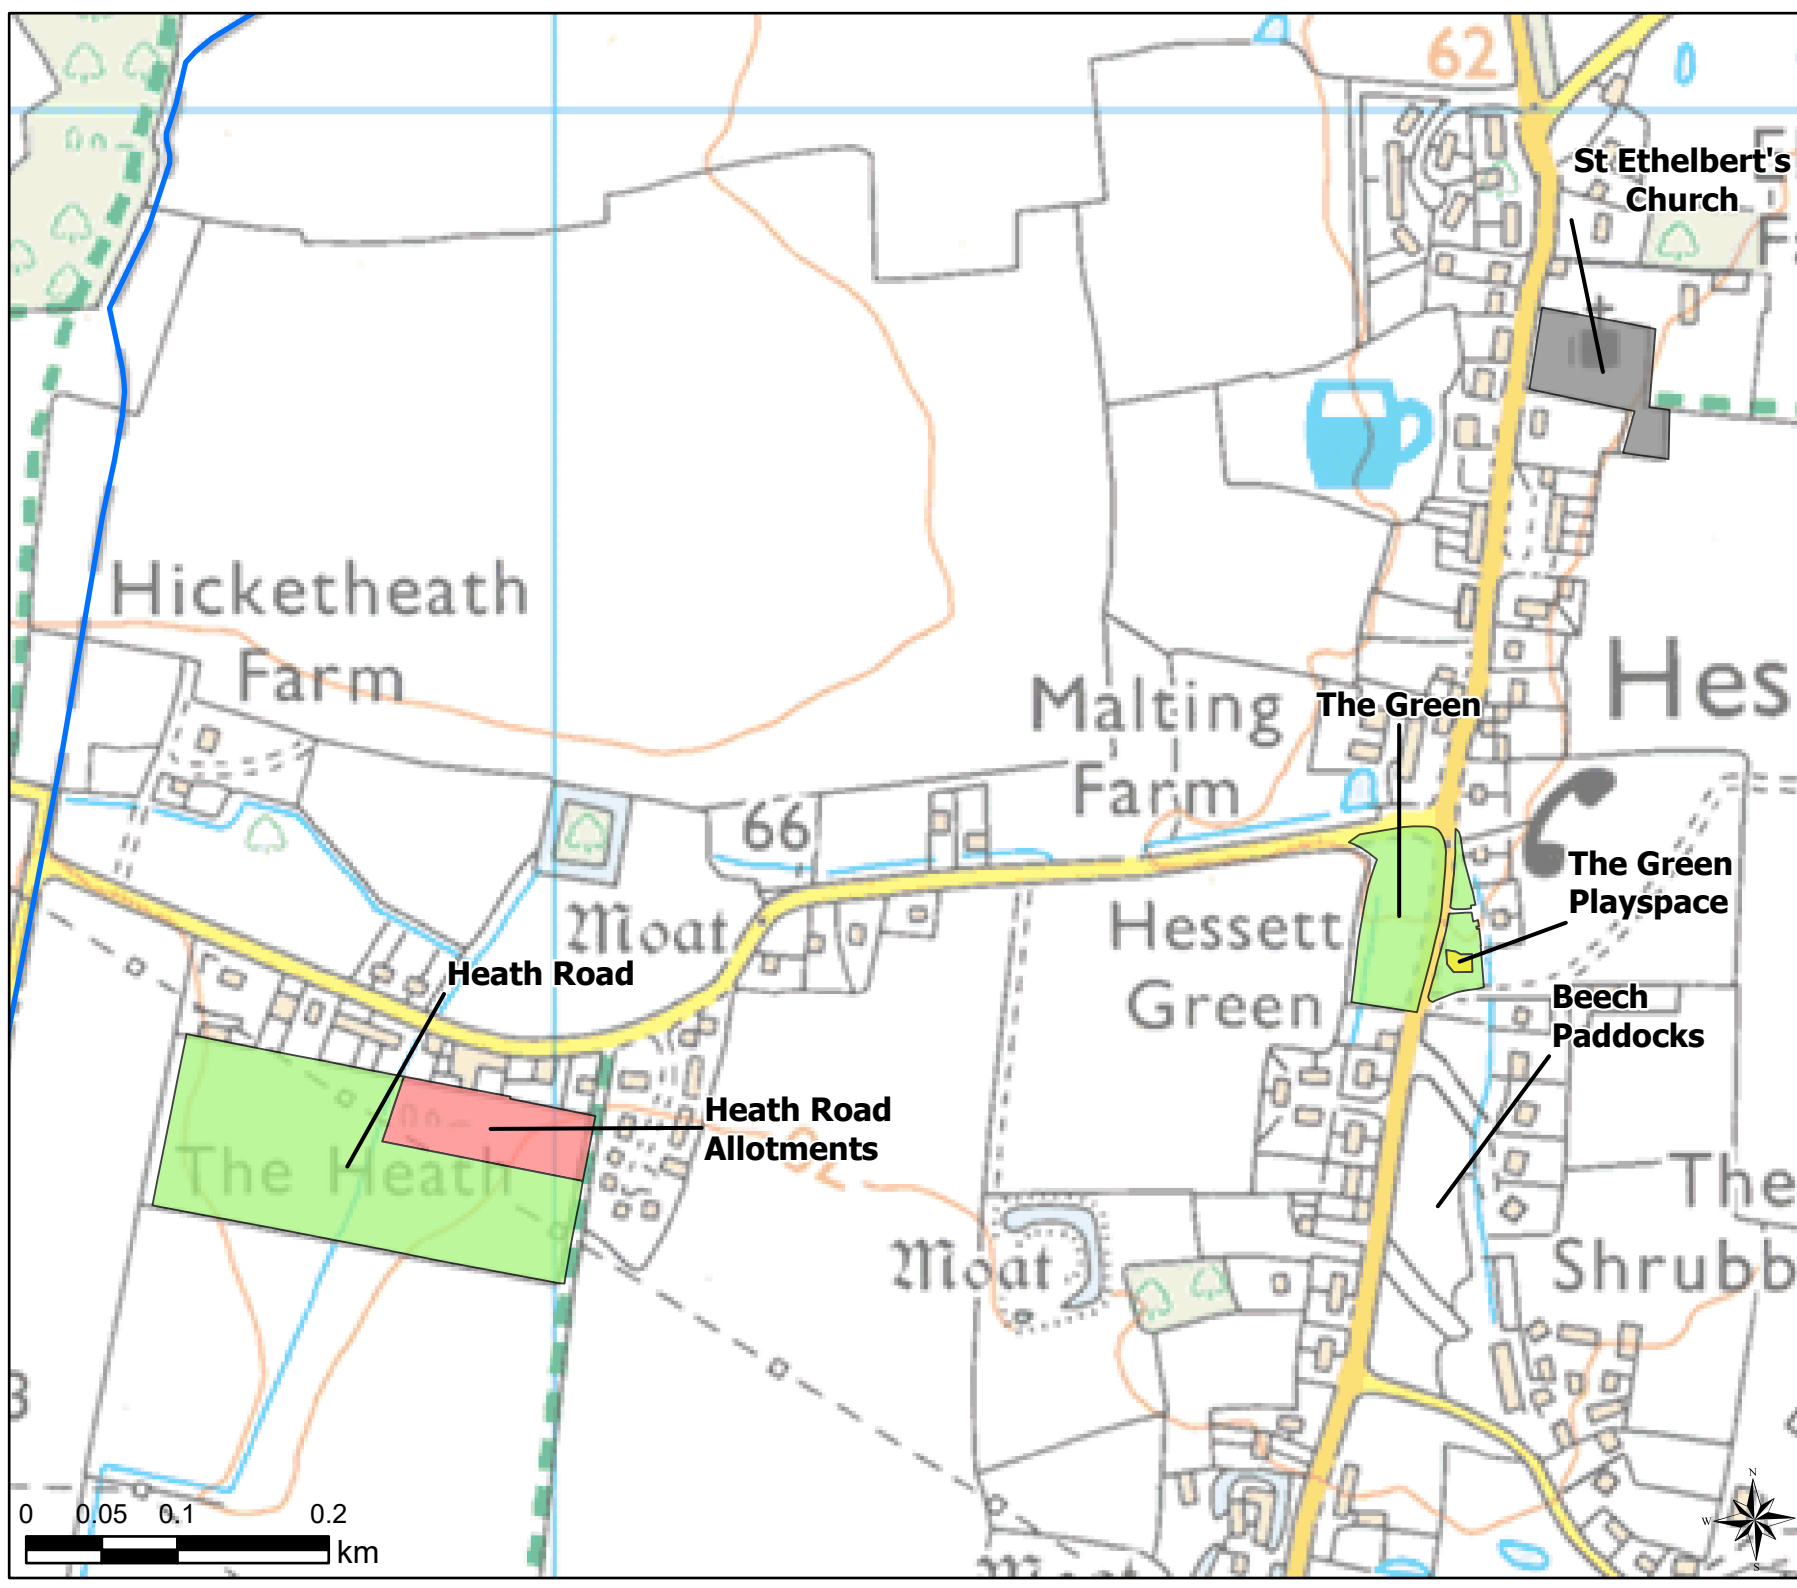 62
St Ethelbert's
Church
Hicketheath
Farm
Hes
Malting
Farm
The Green
66
The Green
Playspace
Moat
Hessett
Green
Heath Road
Beech
Paddocks
Heath Road
Allotments
The Heath
The
Shrubb
Moat
3
0 0.05 0.1 0.2
km
N
W
S
Moat